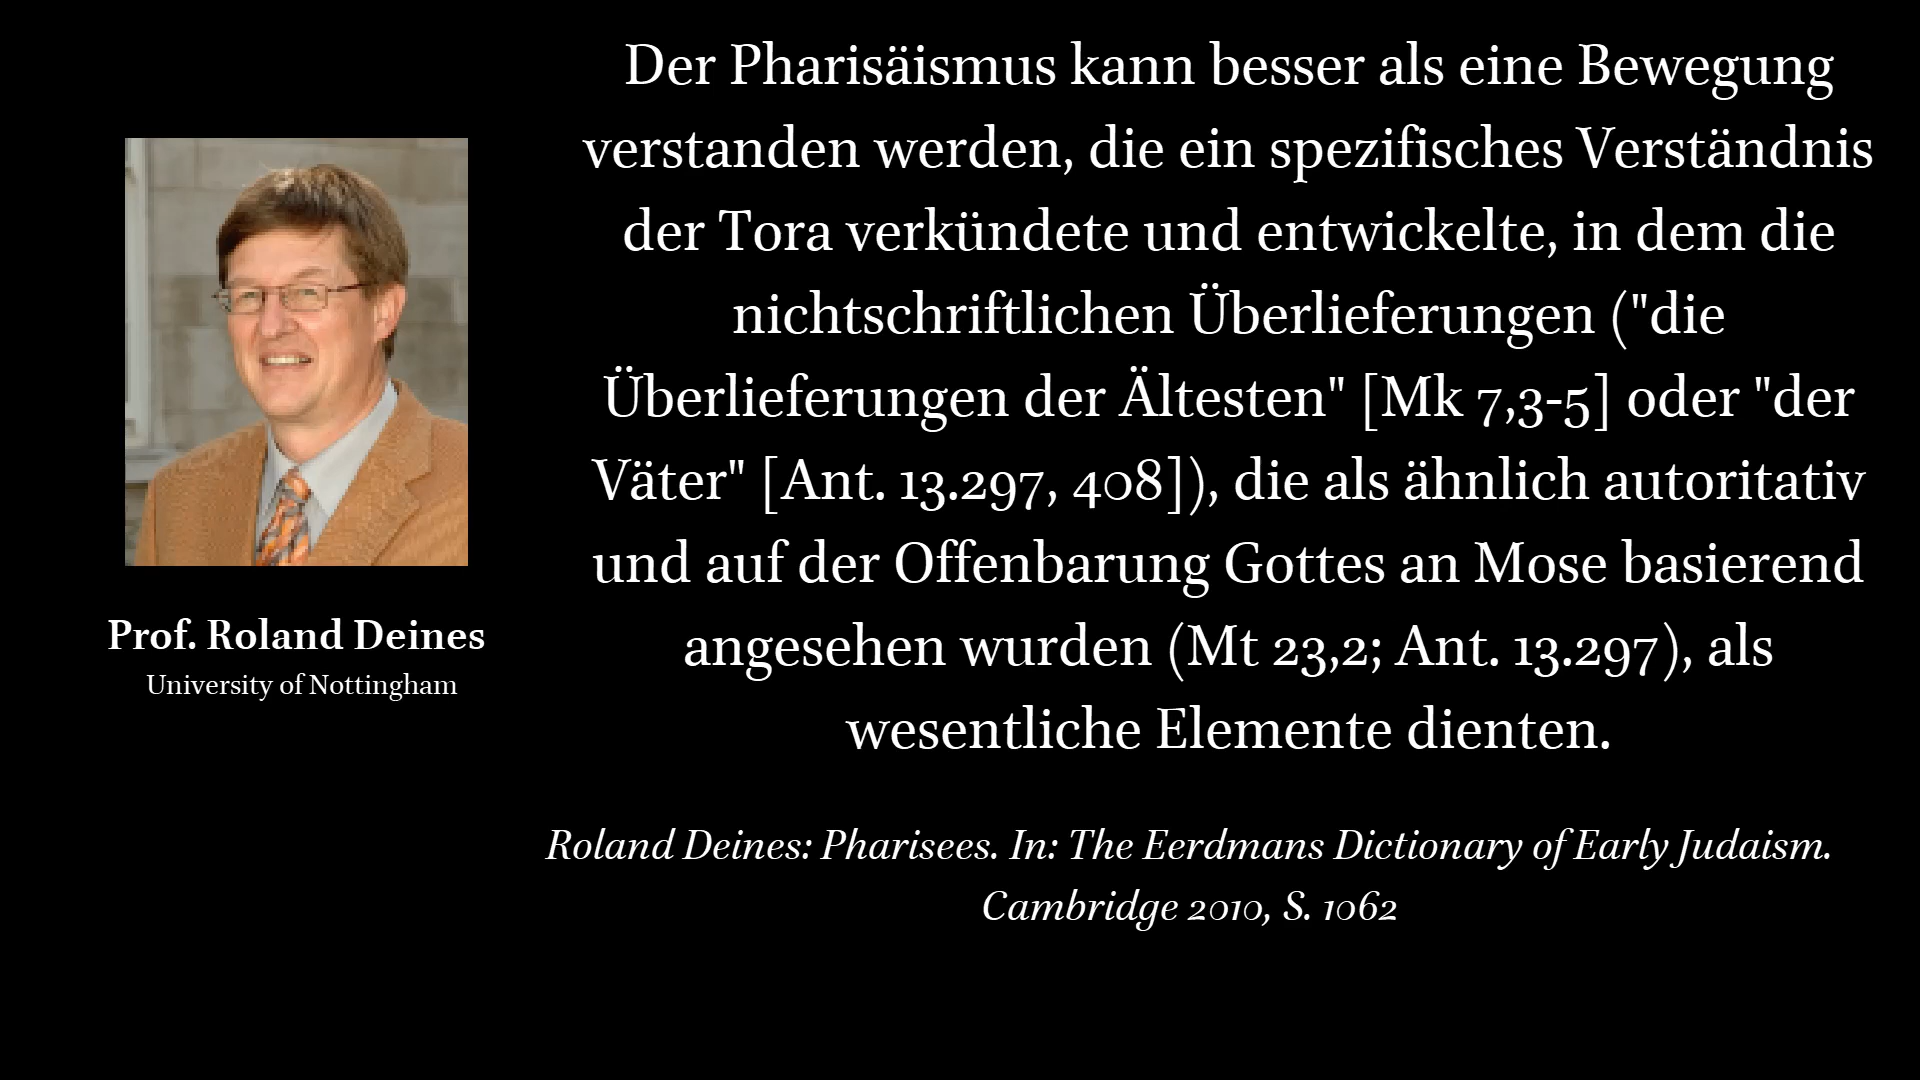 Der Pharisäismus kann besser als eine Bewegung
verstanden werden, die ein spezifisches Verständnis
der Tora verkündete und entwickelte, in dem die
nichtschriftlichen Überlieferungen ("die
Überlieferungen der Ältesten" [Mk 7,3-5] oder "der
Väter" [Ant. 13.297, 408]), die als ähnlich autoritativ
und auf der Offenbarung Gottes an Mose basierend
angesehen wurden (Mt 23,2; Ant. 13.297), als
wesentliche Elemente dienten.
Roland Deines: Pharisees. In: The Eerdmans Dictionary of Early Judaism.
Cambridge 2010, S. 1062
Prof. Roland Deines
University of Nottingham